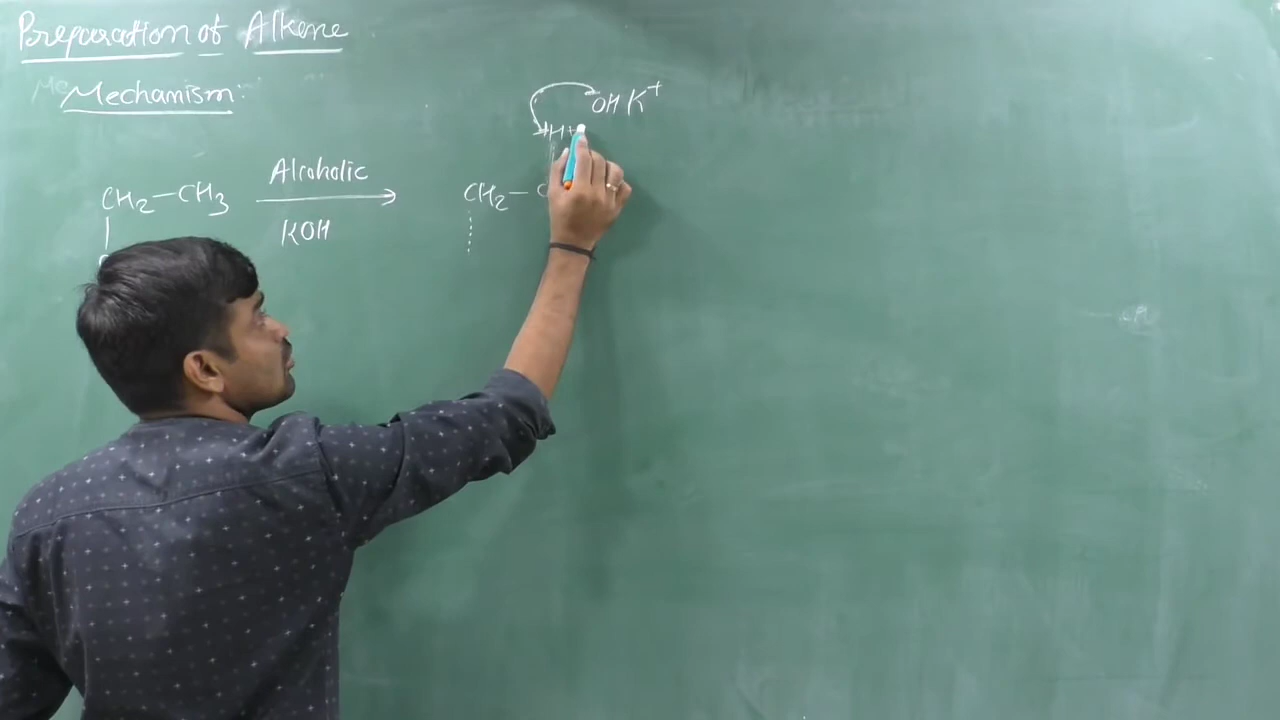 Preparation of Alkene
Mechanism:
OH K+
H+
CH2-CH3 Alcoholic KOH CH2-C